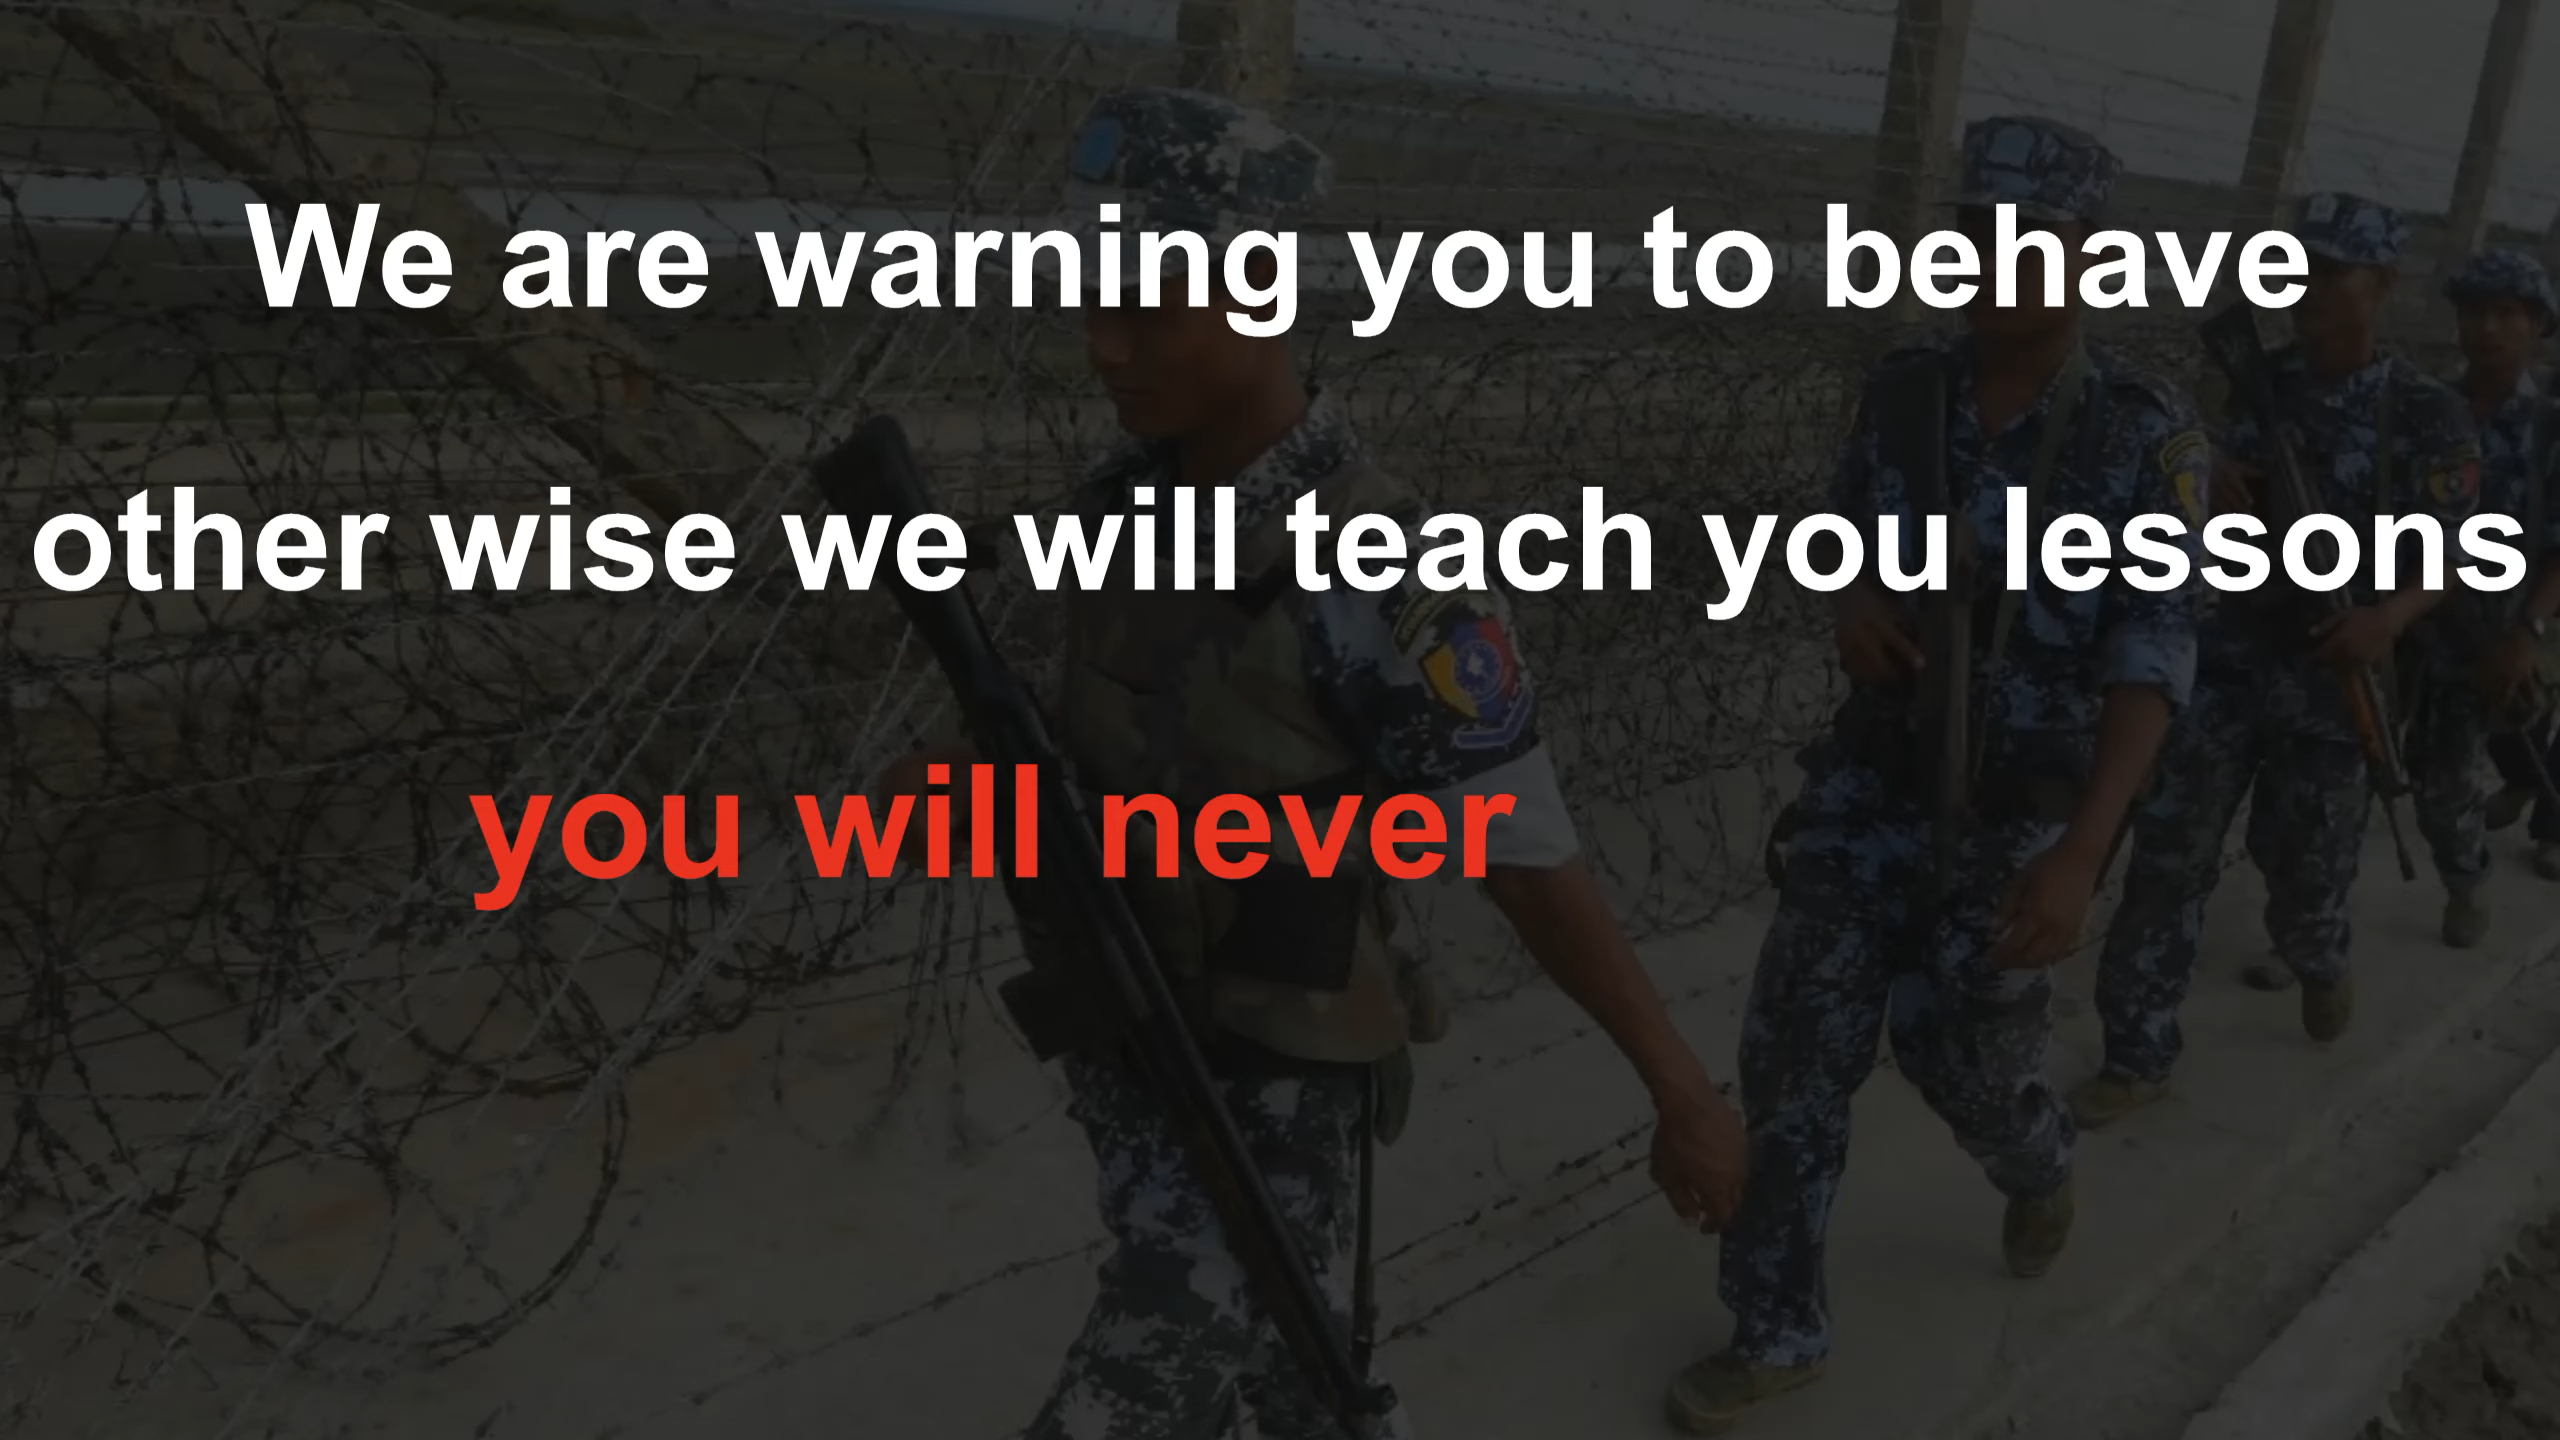 We are warning you to behave
other wise we will teach you lessons
you will never